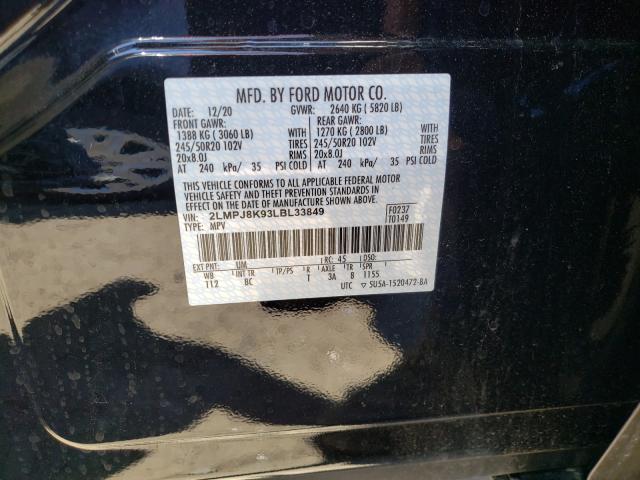 MFD. BY FORD MOTOR CO.
DATE: 12/20 GVWR: 2640 KG ( 5820 LB)
FRONT GAWR: REAR GAWR:
1388 KG ( 3060 LB) WITH 1270 KG ( 2800 LB) WITH
245/50R20 102V TIRES 245/50R20 102V TIRES
20x8.0J RIMS 20x8.0J RIMS
AT 240 kPa/ 35 PSI COLD AT 240 kPa/ 35 PSI COLD
THIS VEHICLE CONFORMS TO ALL APPLICABLE FEDERAL MOTOR
VEHICLE SAFETY AND THEFT PREVENTION STANDARDS IN
EFFECT ON THE DATE OF MANUFACTURE SHOWN ABOVE.
VIN: 2LMPJ8K93LBL33849 F0237
TYPE: MPV T0149
EXT PNT: UM RC: 45 DSO:
WB INT TR TP/PS R AXLE TR SPR
112 BC T 3A B 1155
UTC ▽ 5U5A-1520472-BA